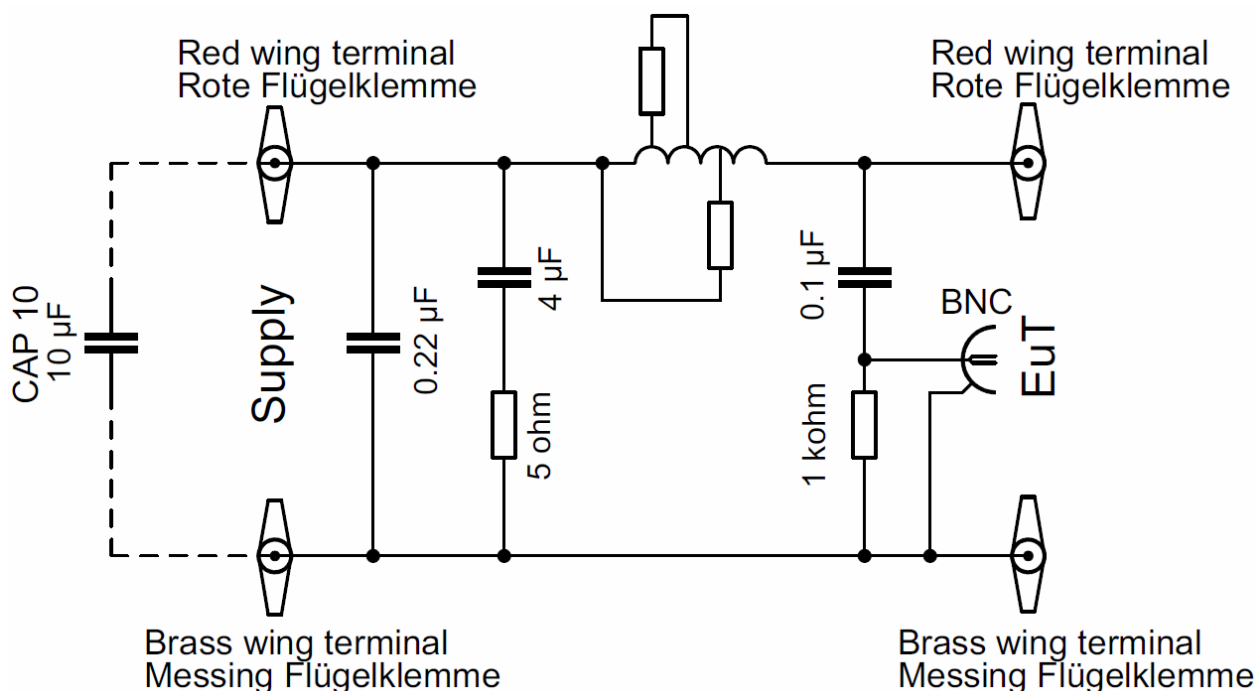 Red wing terminal
Rote Flügelklemme
Red wing terminal
Rote Flügelklemme
CAP 10
10 µF
Supply
0.22 µF
4 µF
5 ohm
0.1 µF
1 kohm
BNC
EuT
Brass wing terminal
Messing Flügelklemme
Brass wing terminal
Messing Flügelklemme